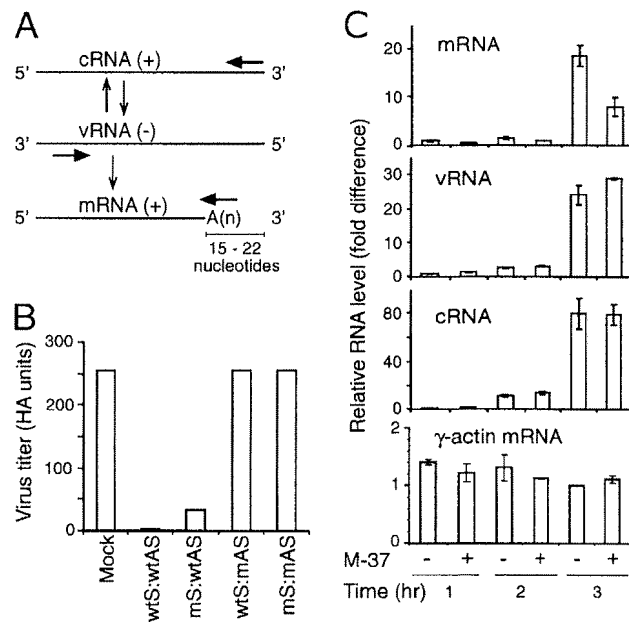 A
5' cRNA (+) 3'
3' vRNA (-) 5'
5' mRNA (+) A(n) 3'
15 - 22
nucleotides
B
Virus titer (HA units)
300
200
100
0
Mock
wtS:wtAS
mS:wtAS
wtS:mAS
mS:mAS
C
Relative RNA level (fold difference)
mRNA
20
10
0
vRNA
30
20
10
0
cRNA
80
40
0
γ-actin mRNA
2
1
0
M-37 - + - + - +
Time (hr) 1 2 3